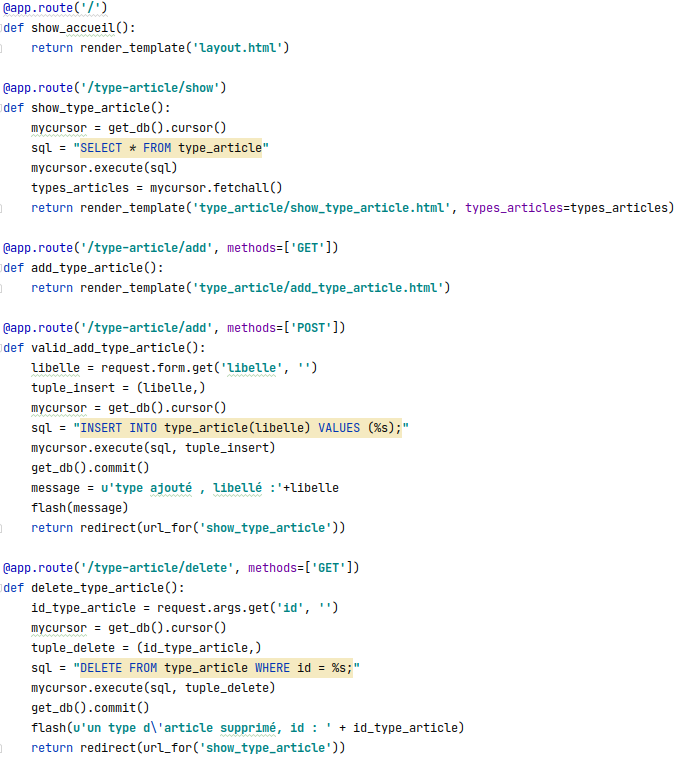 @app.route('/')
def show_accueil():
    return render_template('layout.html')

@app.route('/type-article/show')
def show_type_article():
    mycursor = get_db().cursor()
    sql = "SELECT * FROM type_article"
    mycursor.execute(sql)
    types_articles = mycursor.fetchall()
    return render_template('type_article/show_type_article.html', types_articles=types_articles)

@app.route('/type-article/add', methods=['GET'])
def add_type_article():
    return render_template('type_article/add_type_article.html')

@app.route('/type-article/add', methods=['POST'])
def valid_add_type_article():
    libelle = request.form.get('libelle', '')
    tuple_insert = (libelle,)
    mycursor = get_db().cursor()
    sql = "INSERT INTO type_article(libelle) VALUES (%s);"
    mycursor.execute(sql, tuple_insert)
    get_db().commit()
    message = u'type ajouté , libellé :'+libelle
    flash(message)
    return redirect(url_for('show_type_article'))

@app.route('/type-article/delete', methods=['GET'])
def delete_type_article():
    id_type_article = request.args.get('id', '')
    mycursor = get_db().cursor()
    tuple_delete = (id_type_article,)
    sql = "DELETE FROM type_article WHERE id = %s;"
    mycursor.execute(sql, tuple_delete)
    get_db().commit()
    flash(u'un type d\'article supprimé, id : ' + id_type_article)
    return redirect(url_for('show_type_article'))